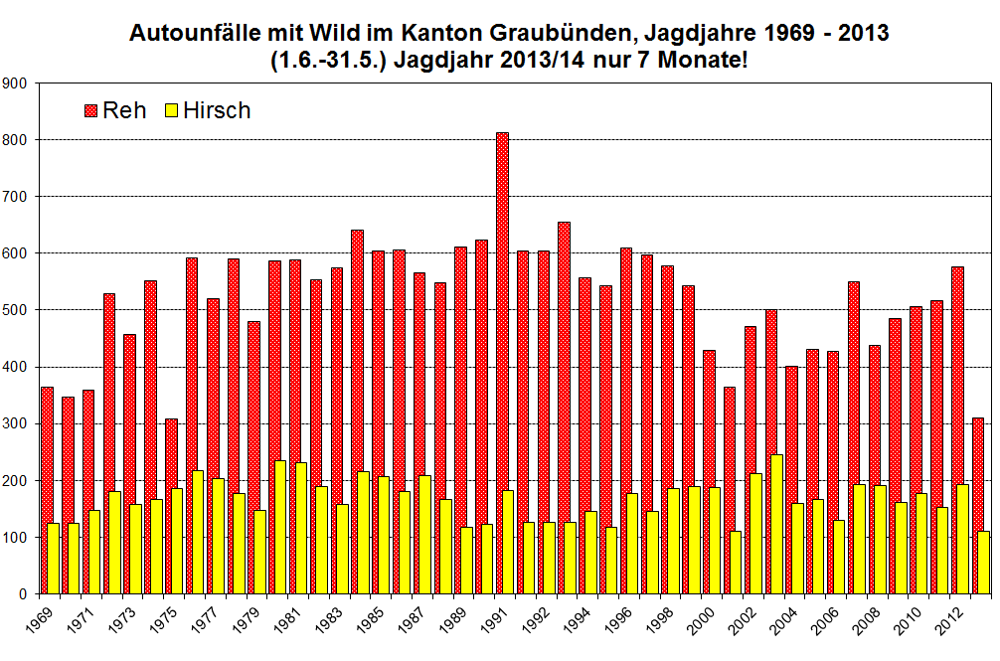 Autounfälle mit Wild im Kanton Graubünden, Jagdjahre 1969 - 2013
(1.6.-31.5.) Jagdjahr 2013/14 nur 7 Monate!
Reh Hirsch
900
800
700
600
500
400
300
200
100
0
1969 1971 1973 1975 1977 1979 1981 1983 1985 1987 1989 1991 1992 1994 1996 1998 2000 2002 2004 2006 2008 2010 2012